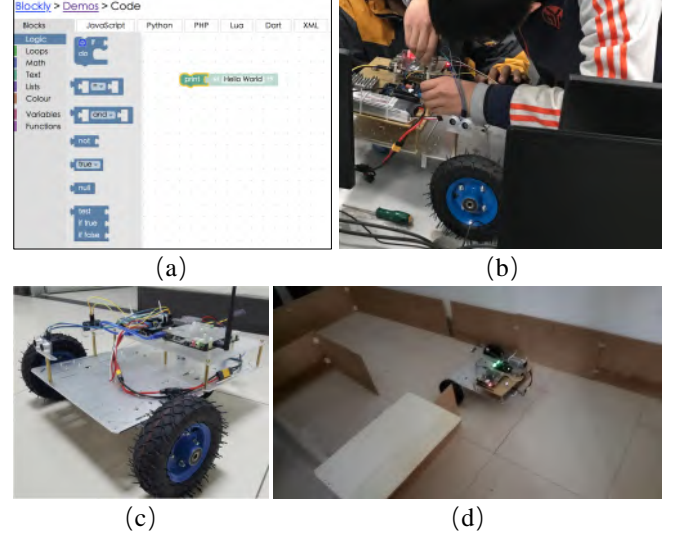 Blockly > Demos > Code
Blocks JavaScript Python PHP Lua Dart XML
Logic
Loops
Math
Text
Lists
Colour
Variables
Functions
if
do
= 
and
not
true
null
test
if true
if false
print “ Hello World ”
(a)
(b)
(c)
(d)